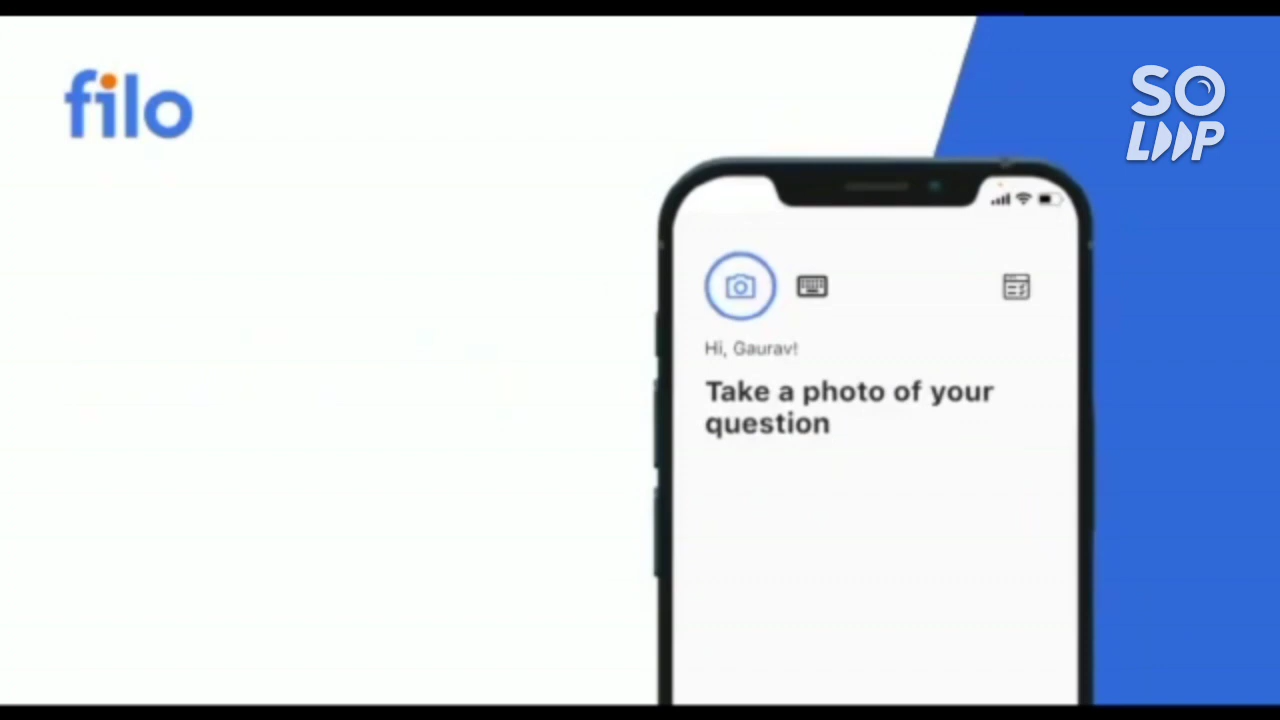 filo
SO
LOOP
Hi, Gaurav!
Take a photo of your
question